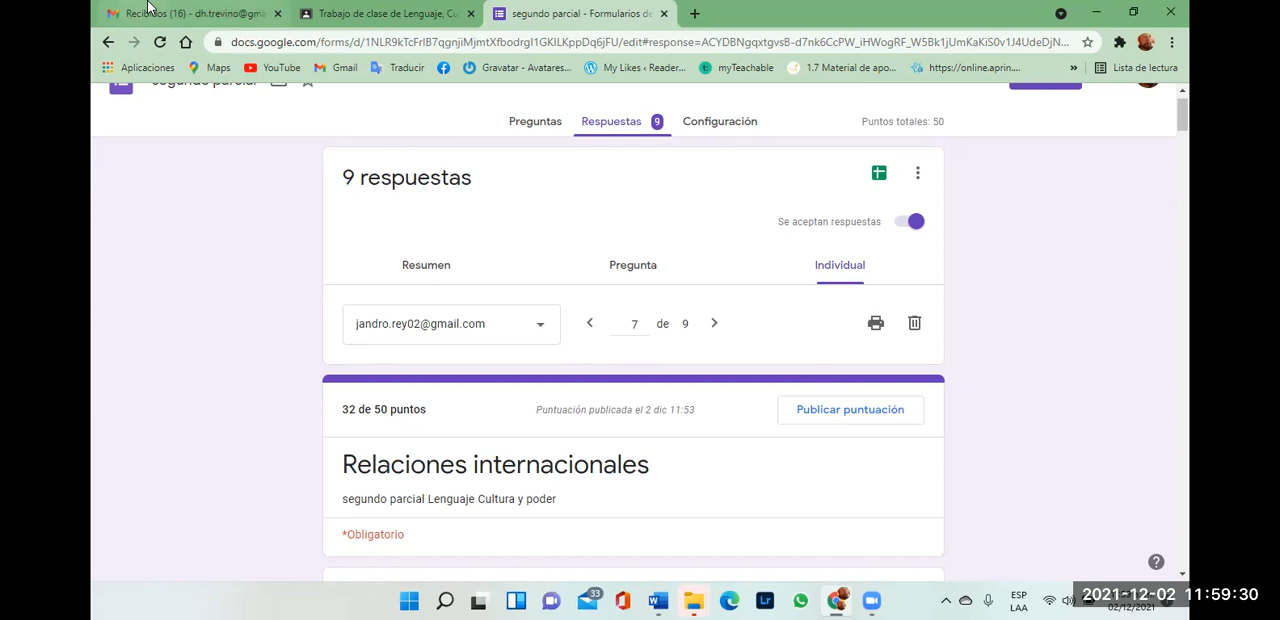 Recibidos (16) - dh.trevino@gma
Trabajo de clase de Lenguaje, Cu
segundo parcial - Formularios de
docs.google.com/forms/d/1NLR9kTcFrlB7qgnjiMjmtXfbodrgI1GKILKppDq6jFU/edit#response=ACYDBNgqxtgvsB-d7nk6CcPW_iHWogRF_W5Bk1jUmKaKiS0v1J4UdeDjN...
Aplicaciones
Maps
YouTube
Gmail
Traducir
Gravatar - Avatares...
My Likes ‹ Reader...
myTeachable
1.7 Material de apo...
https://online.aprin....
»
Lista de lectura
segundo parcial
Preguntas
Respuestas 9
Configuración
Puntos totales: 50
9 respuestas
Se aceptan respuestas
Resumen
Pregunta
Individual
jandro.rey02@gmail.com
7 de 9
32 de 50 puntos
Puntuación publicada el 2 dic 11:53
Publicar puntuación
Relaciones internacionales
segundo parcial Lenguaje Cultura y poder
*Obligatorio
33
ESP
LAA
2021-12-02 11:59:30
02/12/2021